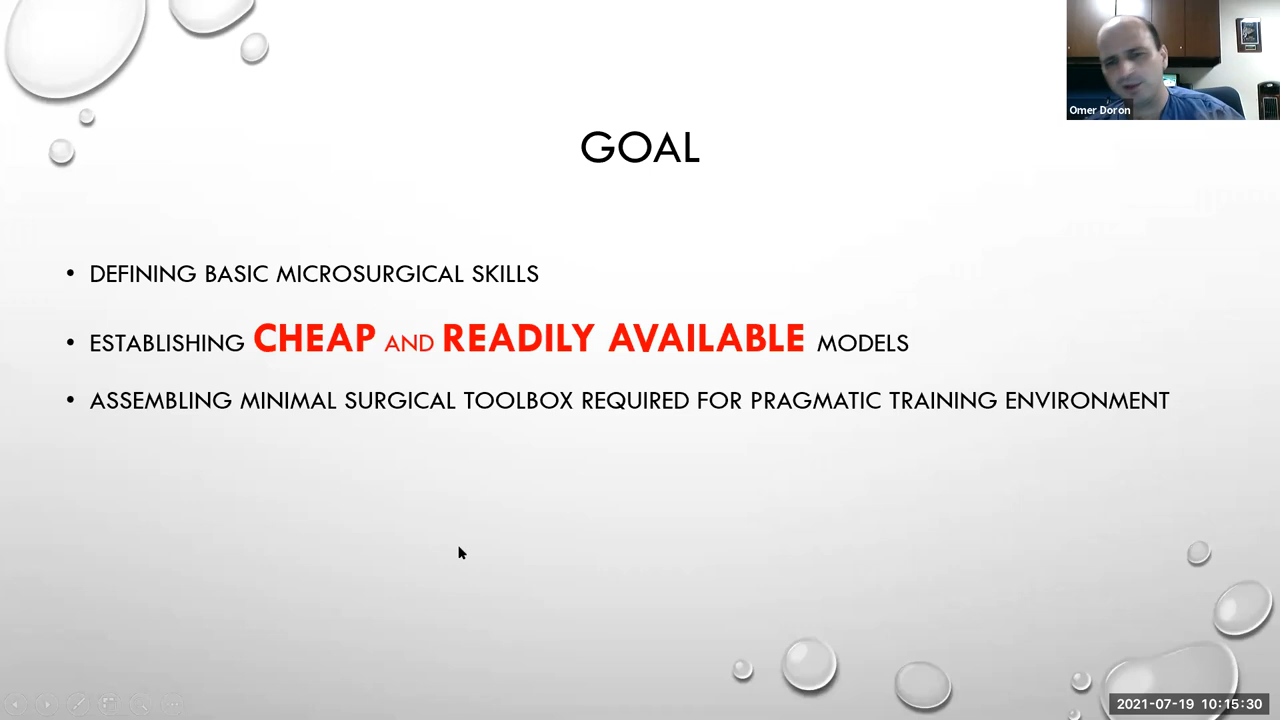 Omer Doron
GOAL
• DEFINING BASIC MICROSURGICAL SKILLS
• ESTABLISHING CHEAP AND READILY AVAILABLE MODELS
• ASSEMBLING MINIMAL SURGICAL TOOLBOX REQUIRED FOR PRAGMATIC TRAINING ENVIRONMENT
2021-07-19 10:15:30